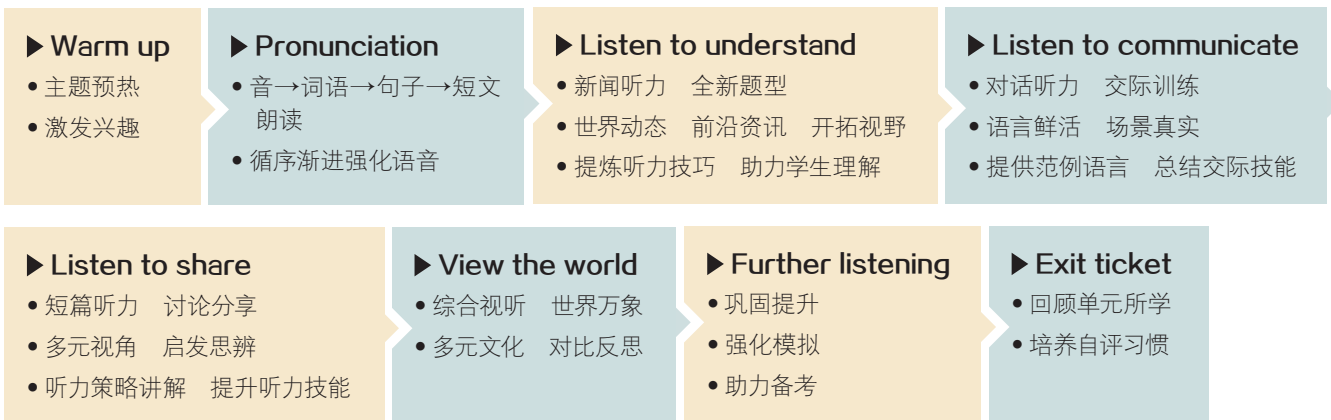 ▶ Warm up
• 主题预热
• 激发兴趣
▶ Pronunciation
• 音→词语→句子→短文
朗读
• 循序渐进强化语音
▶ Listen to understand
• 新闻听力 全新题型
• 世界动态 前沿资讯 开拓视野
• 提炼听力技巧 助力学生理解
▶ Listen to communicate
• 对话听力 交际训练
• 语言鲜活 场景真实
• 提供范例语言 总结交际技能
▶ Listen to share
• 短篇听力 讨论分享
• 多元视角 启发思辨
• 听力策略讲解 提升听力技能
▶ View the world
• 综合视听 世界万象
• 多元文化 对比反思
▶ Further listening
• 巩固提升
• 强化模拟
• 助力备考
▶ Exit ticket
• 回顾单元所学
• 培养自评习惯